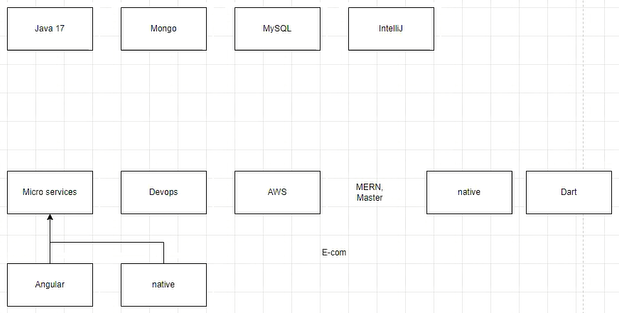 Java 17
Mongo
MySQL
IntelliJ
Micro services
Devops
AWS
MERN,
Master
native
Dart
E-com
Angular
native